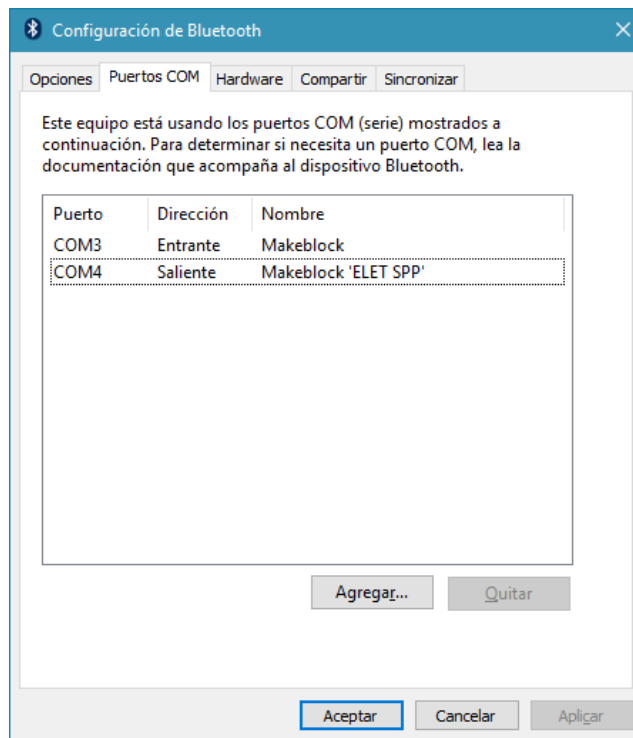 Configuración de Bluetooth
Opciones Puertos COM Hardware Compartir Sincronizar
Este equipo está usando los puertos COM (serie) mostrados a
continuación. Para determinar si necesita un puerto COM, lea la
documentación que acompaña al dispositivo Bluetooth.
Puerto Dirección Nombre
COM3 Entrante Makeblock
COM4 Saliente Makeblock 'ELET SPP'
Agregar... Quitar
Aceptar Cancelar Aplicar